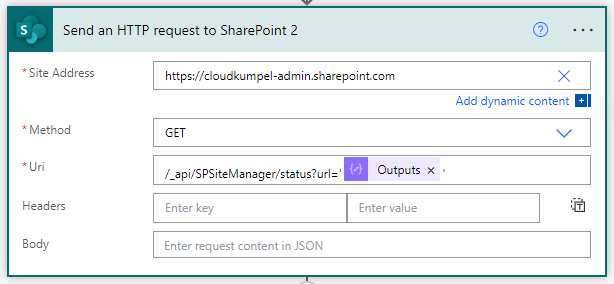 S
Send an HTTP request to SharePoint 2
?
...
* Site Address
https://cloudkumpel-admin.sharepoint.com
Add dynamic content
* Method
GET
* Uri
/_api/SPSiteManager/status?url=' Outputs × '
Headers
Enter key
Enter value
T
Body
Enter request content in JSON